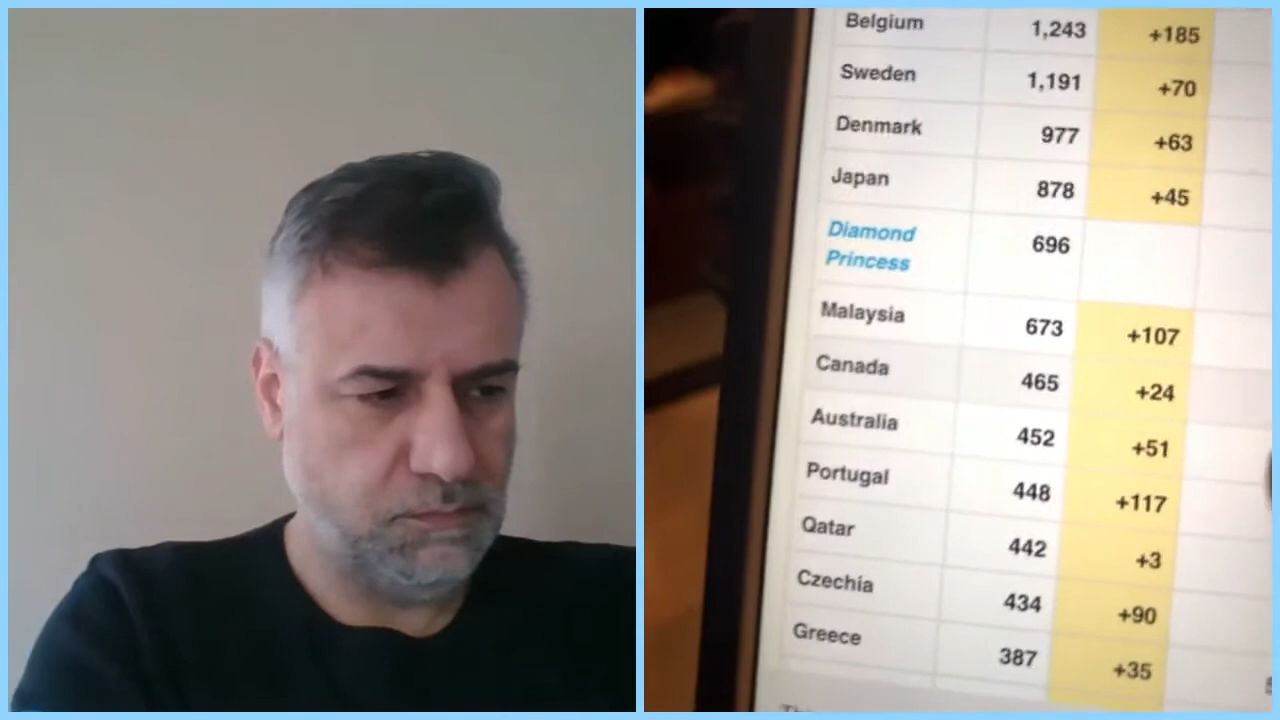 Belgium 1,243 +185
Sweden 1,191 +70
Denmark 977 +63
Japan 878 +45
Diamond
Princess 696
Malaysia 673 +107
Canada 465 +24
Australia 452 +51
Portugal 448 +117
Qatar 442 +3
Czechia 434 +90
Greece 387 +35